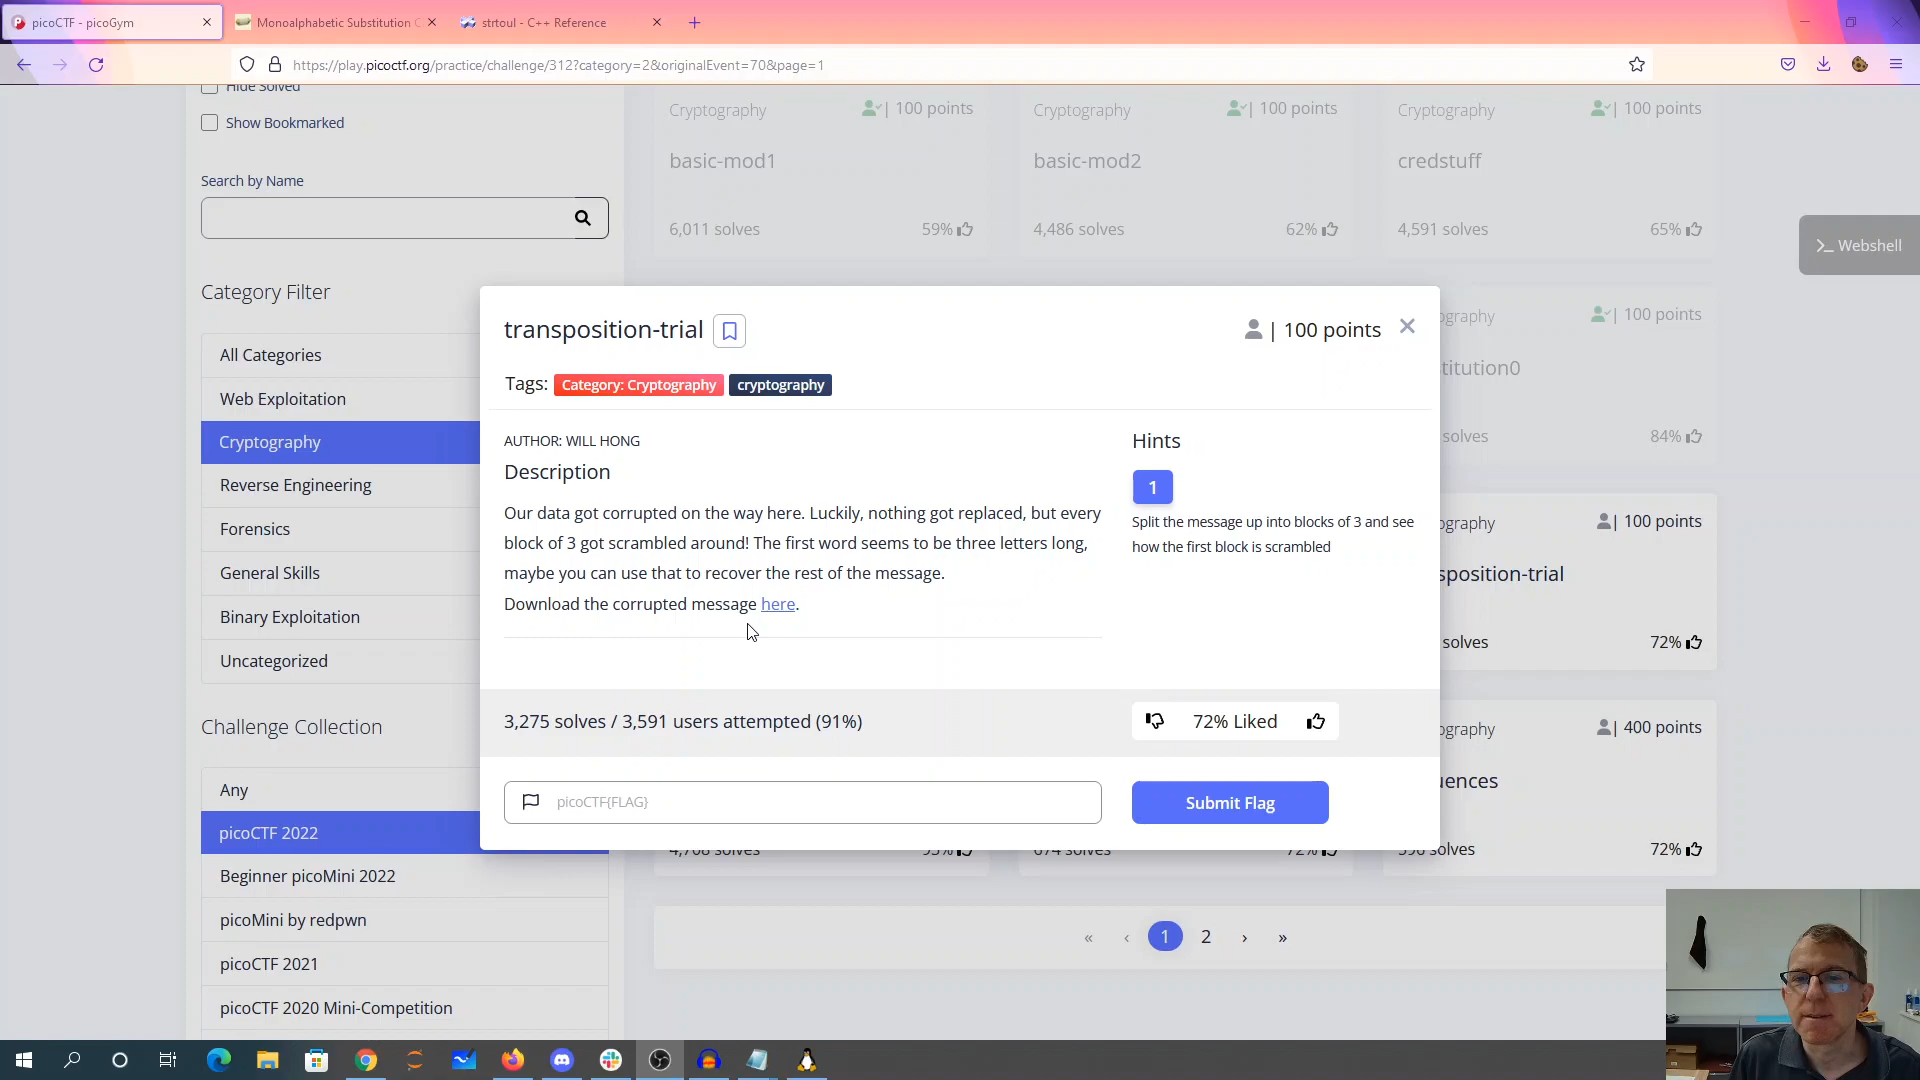 picoCTF - picoGym
Monoalphabetic Substitution C
strtoul - C++ Reference
https://play.picoctf.org/practice/challenge/312?category=2&originalEvent=70&page=1
Hide Solved
Show Bookmarked
Search by Name
Category Filter
All Categories
Web Exploitation
Cryptography
Reverse Engineering
Forensics
General Skills
Binary Exploitation
Uncategorized
Challenge Collection
Any
picoCTF 2022
Beginner picoMini 2022
picoMini by redpwn
picoCTF 2021
picoCTF 2020 Mini-Competition
Cryptography | 100 points
basic-mod1
6,011 solves 59%
Cryptography | 100 points
basic-mod2
4,486 solves 62%
Cryptography | 100 points
credstuff
4,591 solves 65%
>_ Webshell
ography | 100 points
titution0
solves 84%
ography | 100 points
sposition-trial
solves 72%
ography | 400 points
uences
solves 72%
transposition-trial
| 100 points
Tags: Category: Cryptography cryptography
AUTHOR: WILL HONG
Description
Our data got corrupted on the way here. Luckily, nothing got replaced, but every
block of 3 got scrambled around! The first word seems to be three letters long,
maybe you can use that to recover the rest of the message.
Download the corrupted message here.
Hints
1
Split the message up into blocks of 3 and see
how the first block is scrambled
3,275 solves / 3,591 users attempted (91%)
72% Liked
picoCTF{FLAG}
Submit Flag
« ‹ 1 2 › »